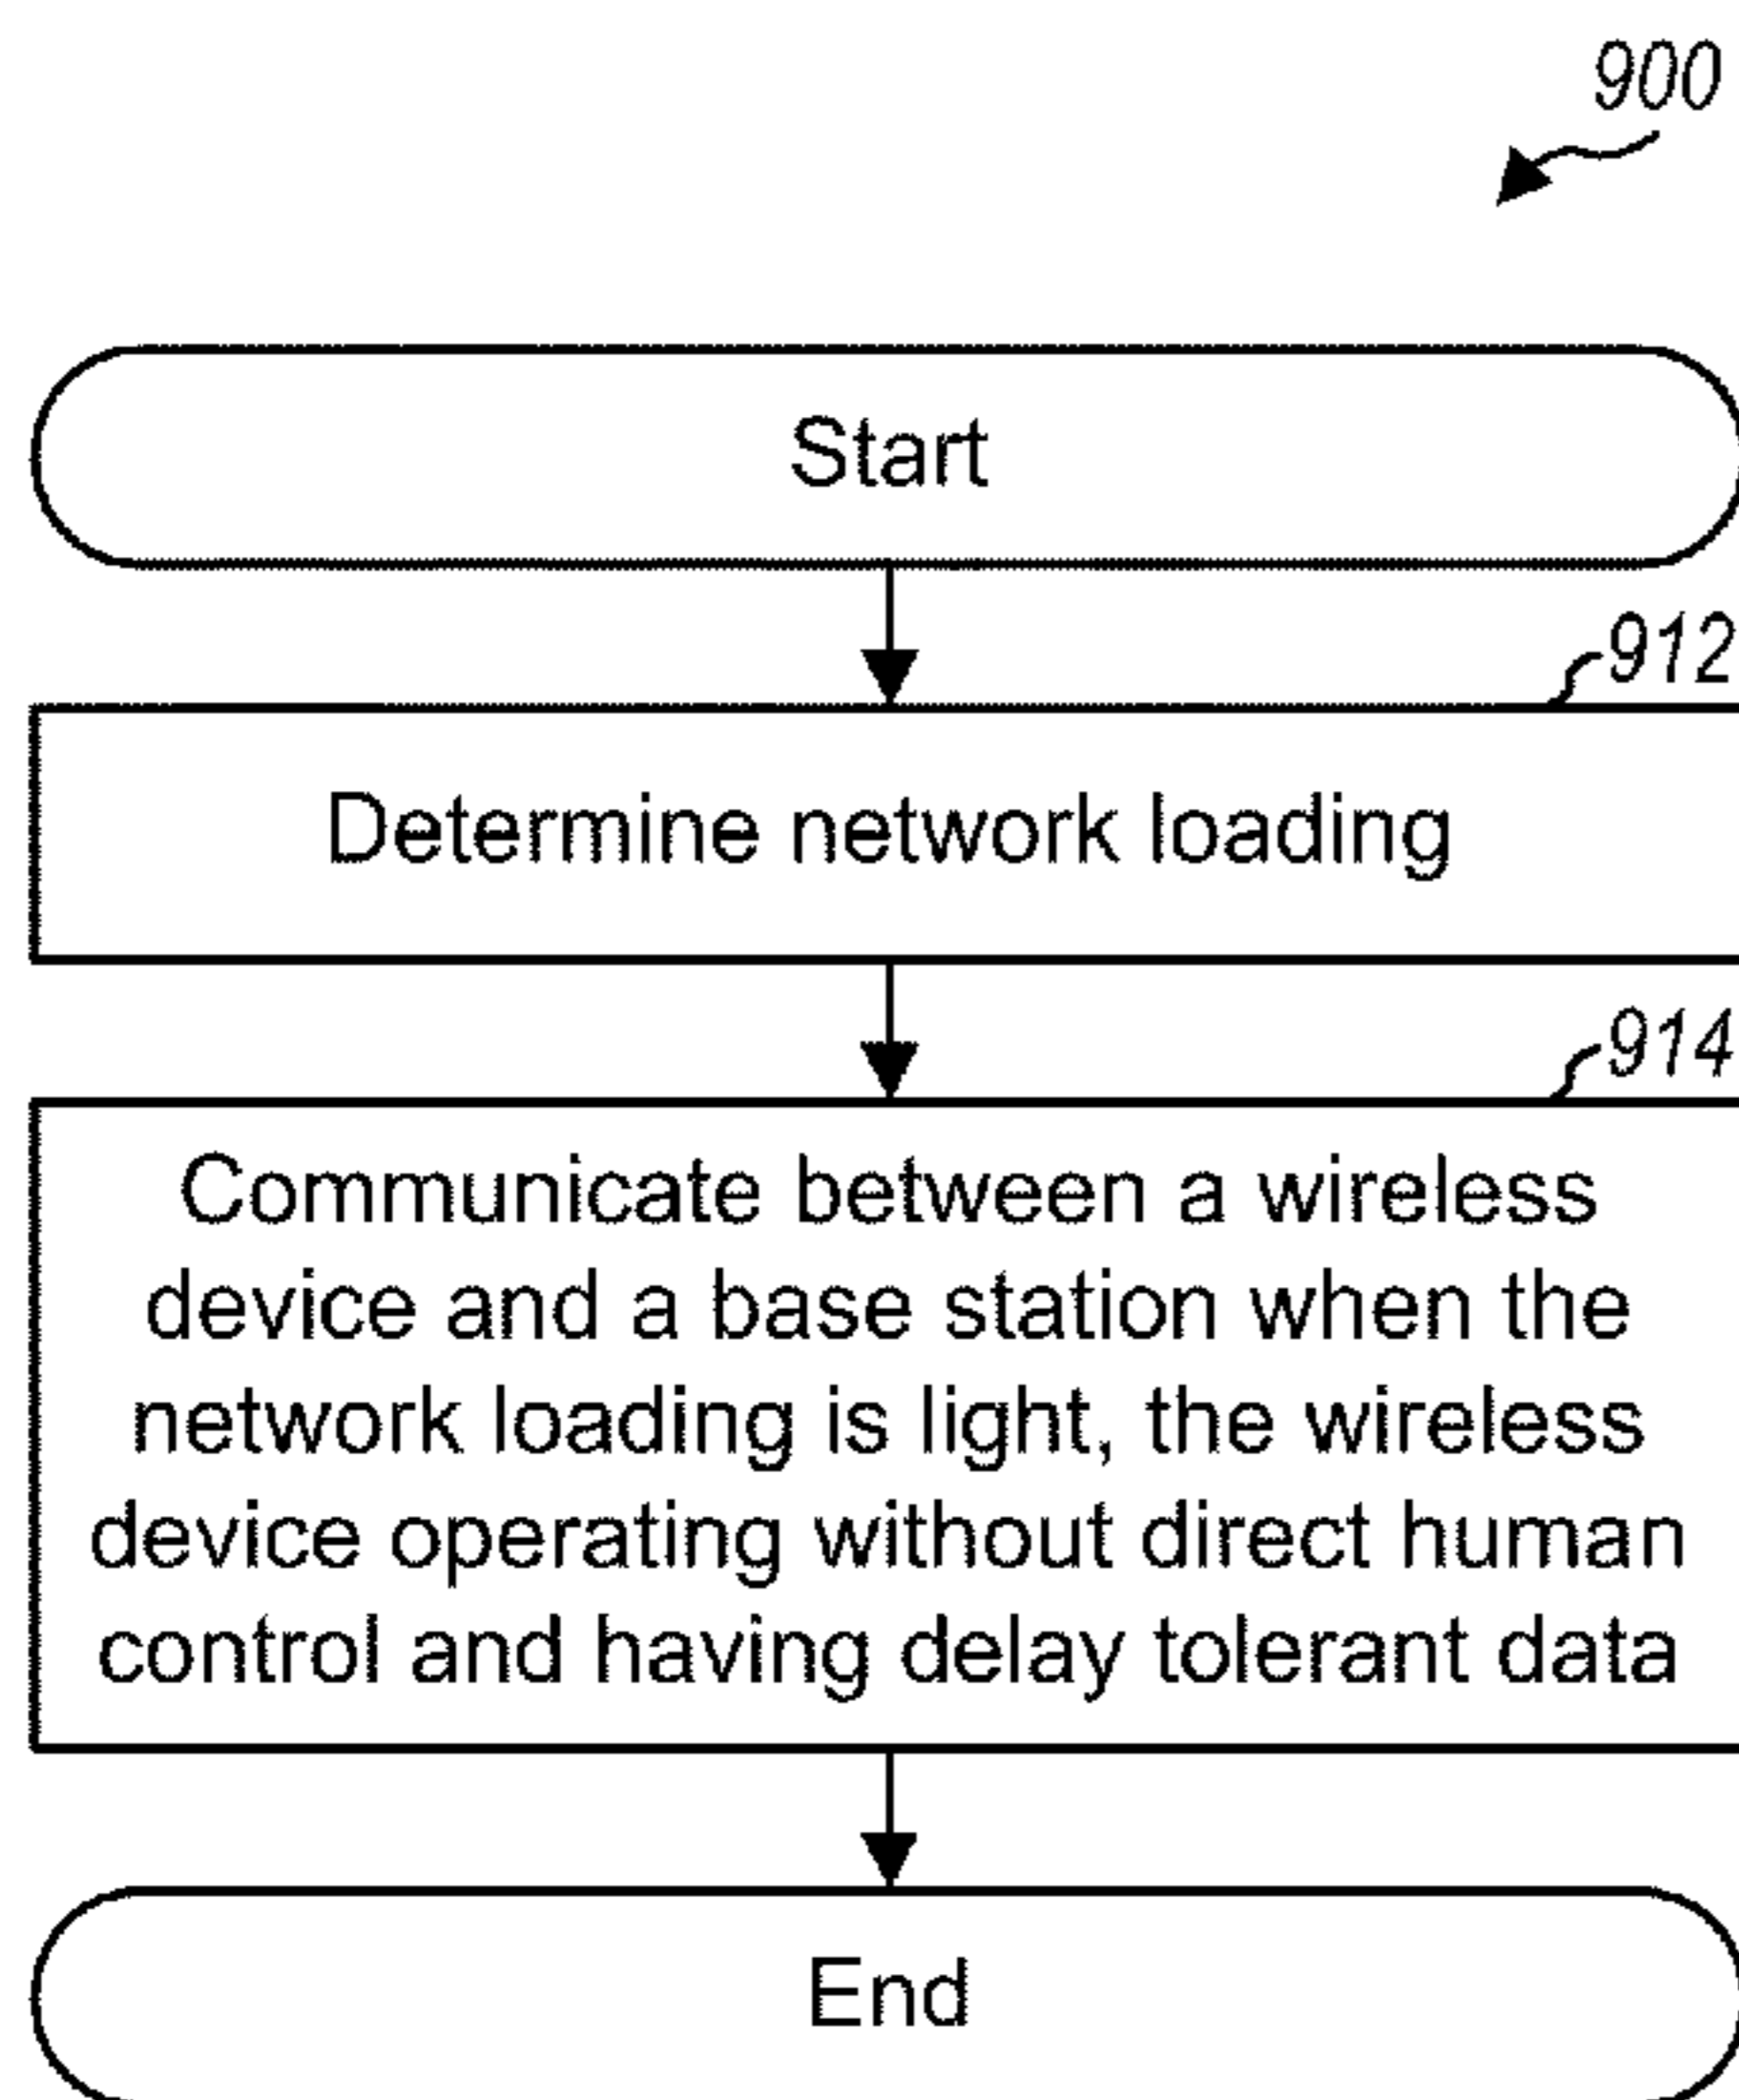 900
Start
912
Determine network loading
914
Communicate between a wireless
device and a base station when the
network loading is light, the wireless
device operating without direct human
control and having delay tolerant data
End